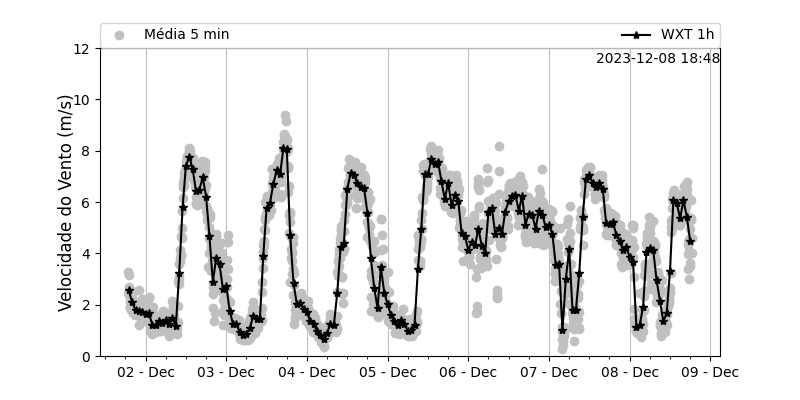 Média 5 min
WXT 1h
2023-12-08 18:48
Velocidade do Vento (m/s)
12
10
8
6
4
2
0
02 - Dec
03 - Dec
04 - Dec
05 - Dec
06 - Dec
07 - Dec
08 - Dec
09 - Dec